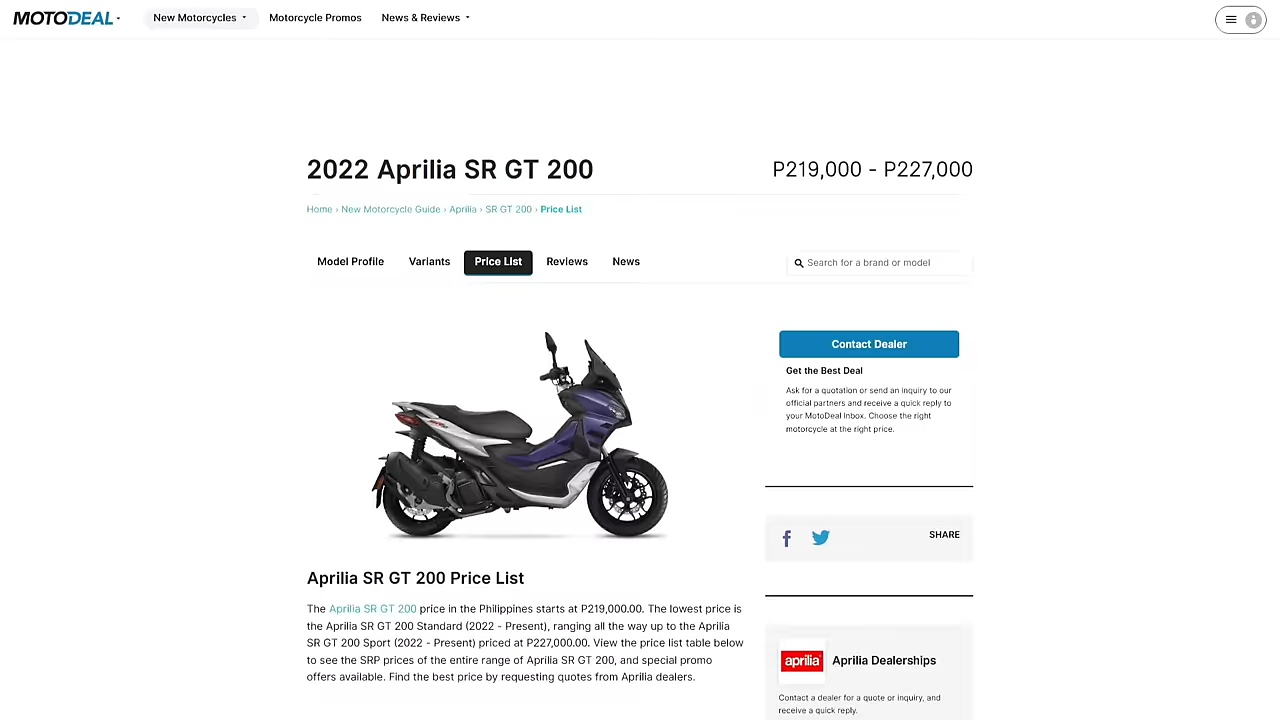 MOTODEAL
New Motorcycles
Motorcycle Promos
News & Reviews
2022 Aprilia SR GT 200
P219,000 - P227,000
Home › New Motorcycle Guide › Aprilia › SR GT 200 › Price List
Model Profile
Variants
Price List
Reviews
News
Search for a brand or model
Contact Dealer
Get the Best Deal
Ask for a quotation or send an inquiry to our
official partners and receive a quick reply to
your MotoDeal Inbox. Choose the right
motorcycle at the right price.
SHARE
Aprilia SR GT 200 Price List
The Aprilia SR GT 200 price in the Philippines starts at P219,000.00. The lowest price is
the Aprilia SR GT 200 Standard (2022 - Present), ranging all the way up to the Aprilia
SR GT 200 Sport (2022 - Present) priced at P227,000.00. View the price list table below
to see the SRP prices of the entire range of Aprilia SR GT 200, and special promo
offers available. Find the best price by requesting quotes from Aprilia dealers.
aprilia
Aprilia Dealerships
Contact a dealer for a quote or inquiry, and
receive a quick reply.